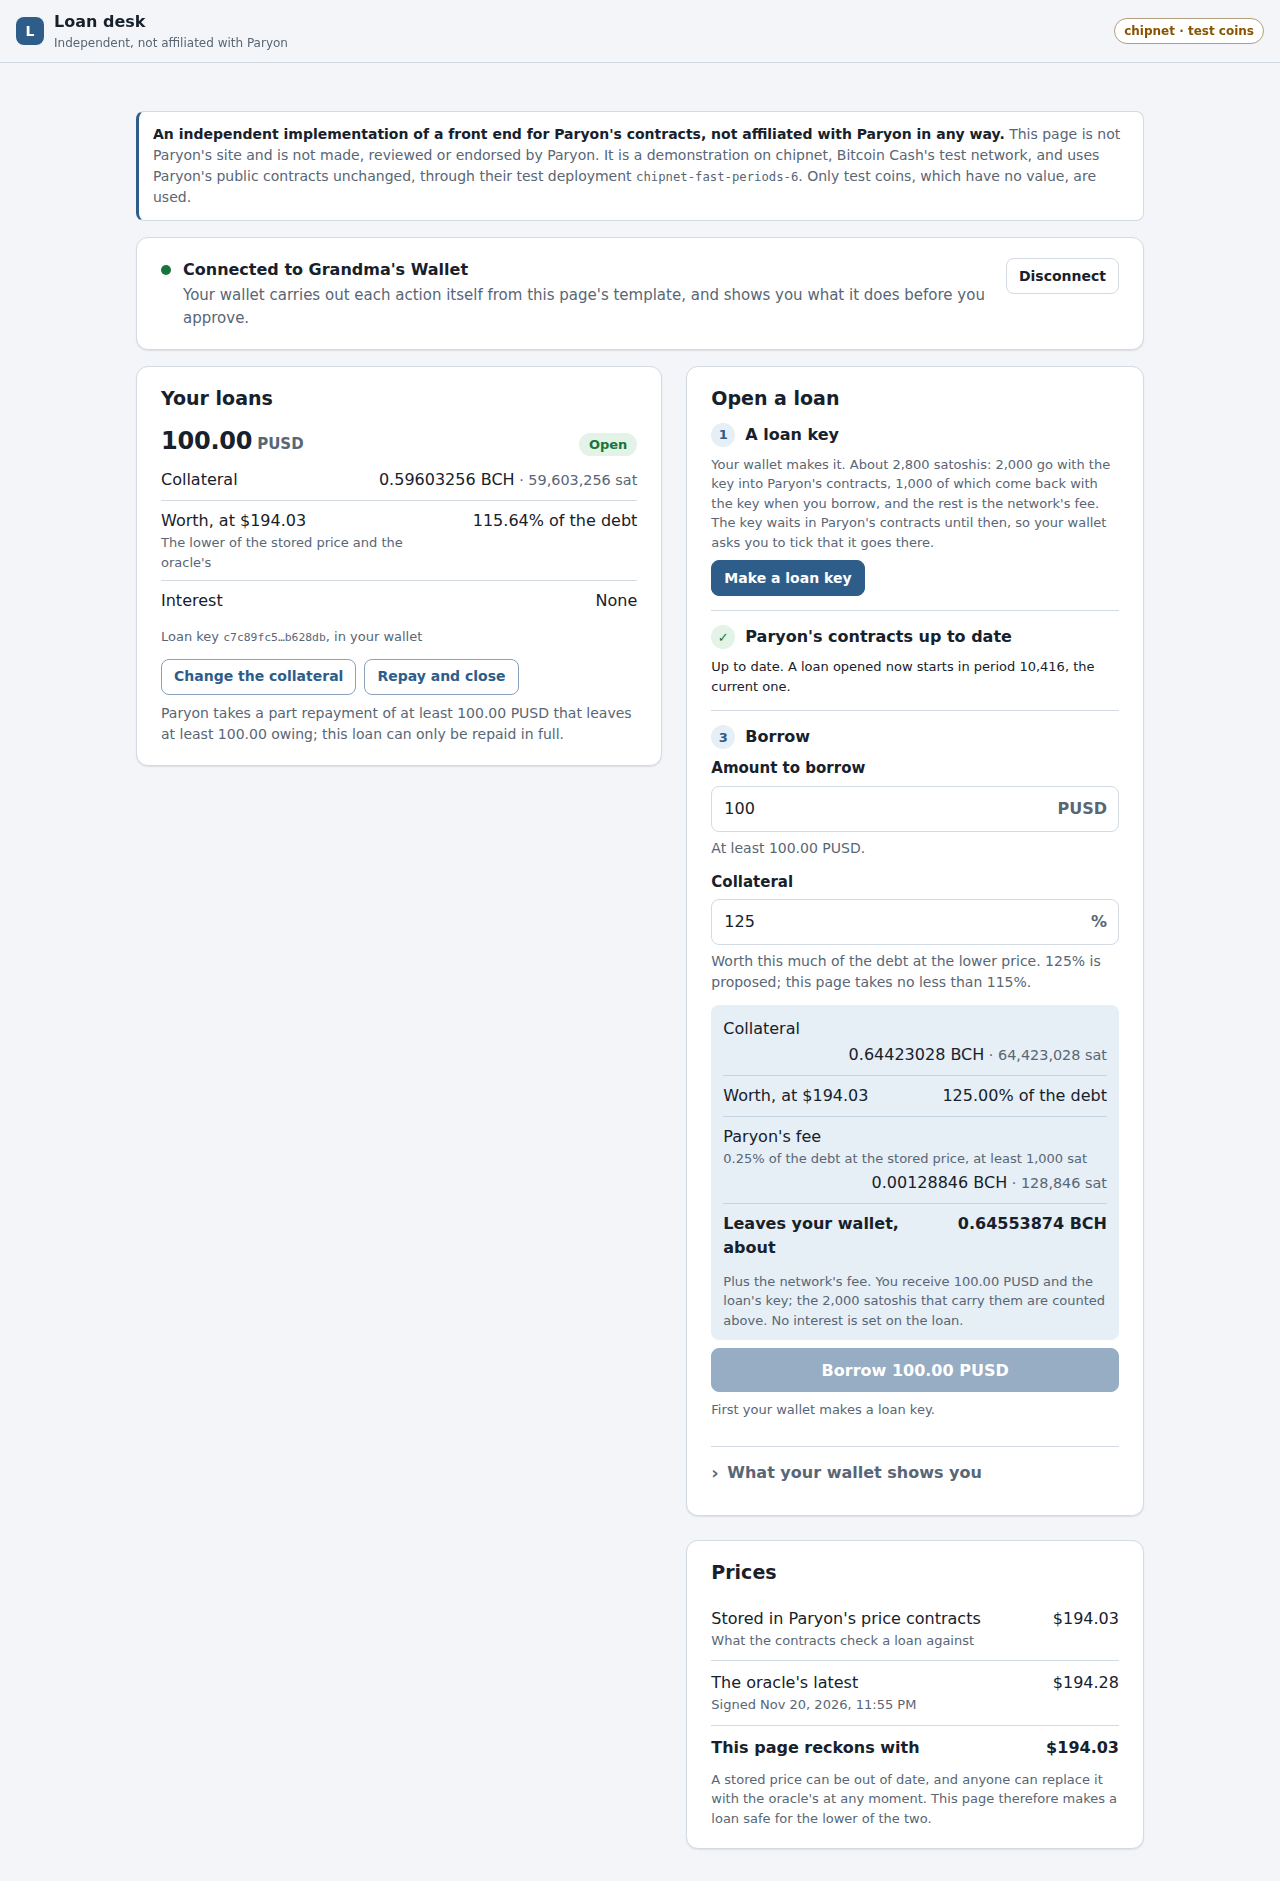 L
Loan desk
Independent, not affiliated with Paryon
chipnet · test coins
An independent implementation of a front end for Paryon's contracts, not affiliated with Paryon in any way. This page is not
Paryon's site and is not made, reviewed or endorsed by Paryon. It is a demonstration on chipnet, Bitcoin Cash's test network, and uses
Paryon's public contracts unchanged, through their test deployment chipnet-fast-periods-6. Only test coins, which have no value, are
used.
Connected to Grandma's Wallet
Your wallet carries out each action itself from this page's template, and shows you what it does before you
approve.
Disconnect
Your loans
100.00 PUSD
Open
Collateral 0.59603256 BCH · 59,603,256 sat
Worth, at $194.03 115.64% of the debt
The lower of the stored price and the
oracle's
Interest None
Loan key c7c89fc5…b628db, in your wallet
Change the collateral
Repay and close
Paryon takes a part repayment of at least 100.00 PUSD that leaves
at least 100.00 owing; this loan can only be repaid in full.
Open a loan
1 A loan key
Your wallet makes it. About 2,800 satoshis: 2,000 go with the
key into Paryon's contracts, 1,000 of which come back with
the key when you borrow, and the rest is the network's fee.
The key waits in Paryon's contracts until then, so your wallet
asks you to tick that it goes there.
Make a loan key
✓ Paryon's contracts up to date
Up to date. A loan opened now starts in period 10,416, the
current one.
3 Borrow
Amount to borrow
100 PUSD
At least 100.00 PUSD.
Collateral
125 %
Worth this much of the debt at the lower price. 125% is
proposed; this page takes no less than 115%.
Collateral
0.64423028 BCH · 64,423,028 sat
Worth, at $194.03 125.00% of the debt
Paryon's fee
0.25% of the debt at the stored price, at least 1,000 sat
0.00128846 BCH · 128,846 sat
Leaves your wallet, 0.64553874 BCH
about
Plus the network's fee. You receive 100.00 PUSD and the
loan's key; the 2,000 satoshis that carry them are counted
above. No interest is set on the loan.
Borrow 100.00 PUSD
First your wallet makes a loan key.
› What your wallet shows you
Prices
Stored in Paryon's price contracts $194.03
What the contracts check a loan against
The oracle's latest $194.28
Signed Nov 20, 2026, 11:55 PM
This page reckons with $194.03
A stored price can be out of date, and anyone can replace it
with the oracle's at any moment. This page therefore makes a
loan safe for the lower of the two.